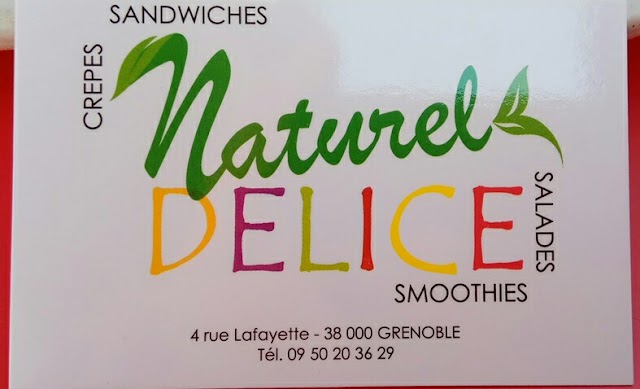 SANDWICHES
CREPES
Naturel
DELICE
SALADES
SMOOTHIES
4 rue Lafayette - 38 000 GRENOBLE
Tél. 09 50 20 36 29